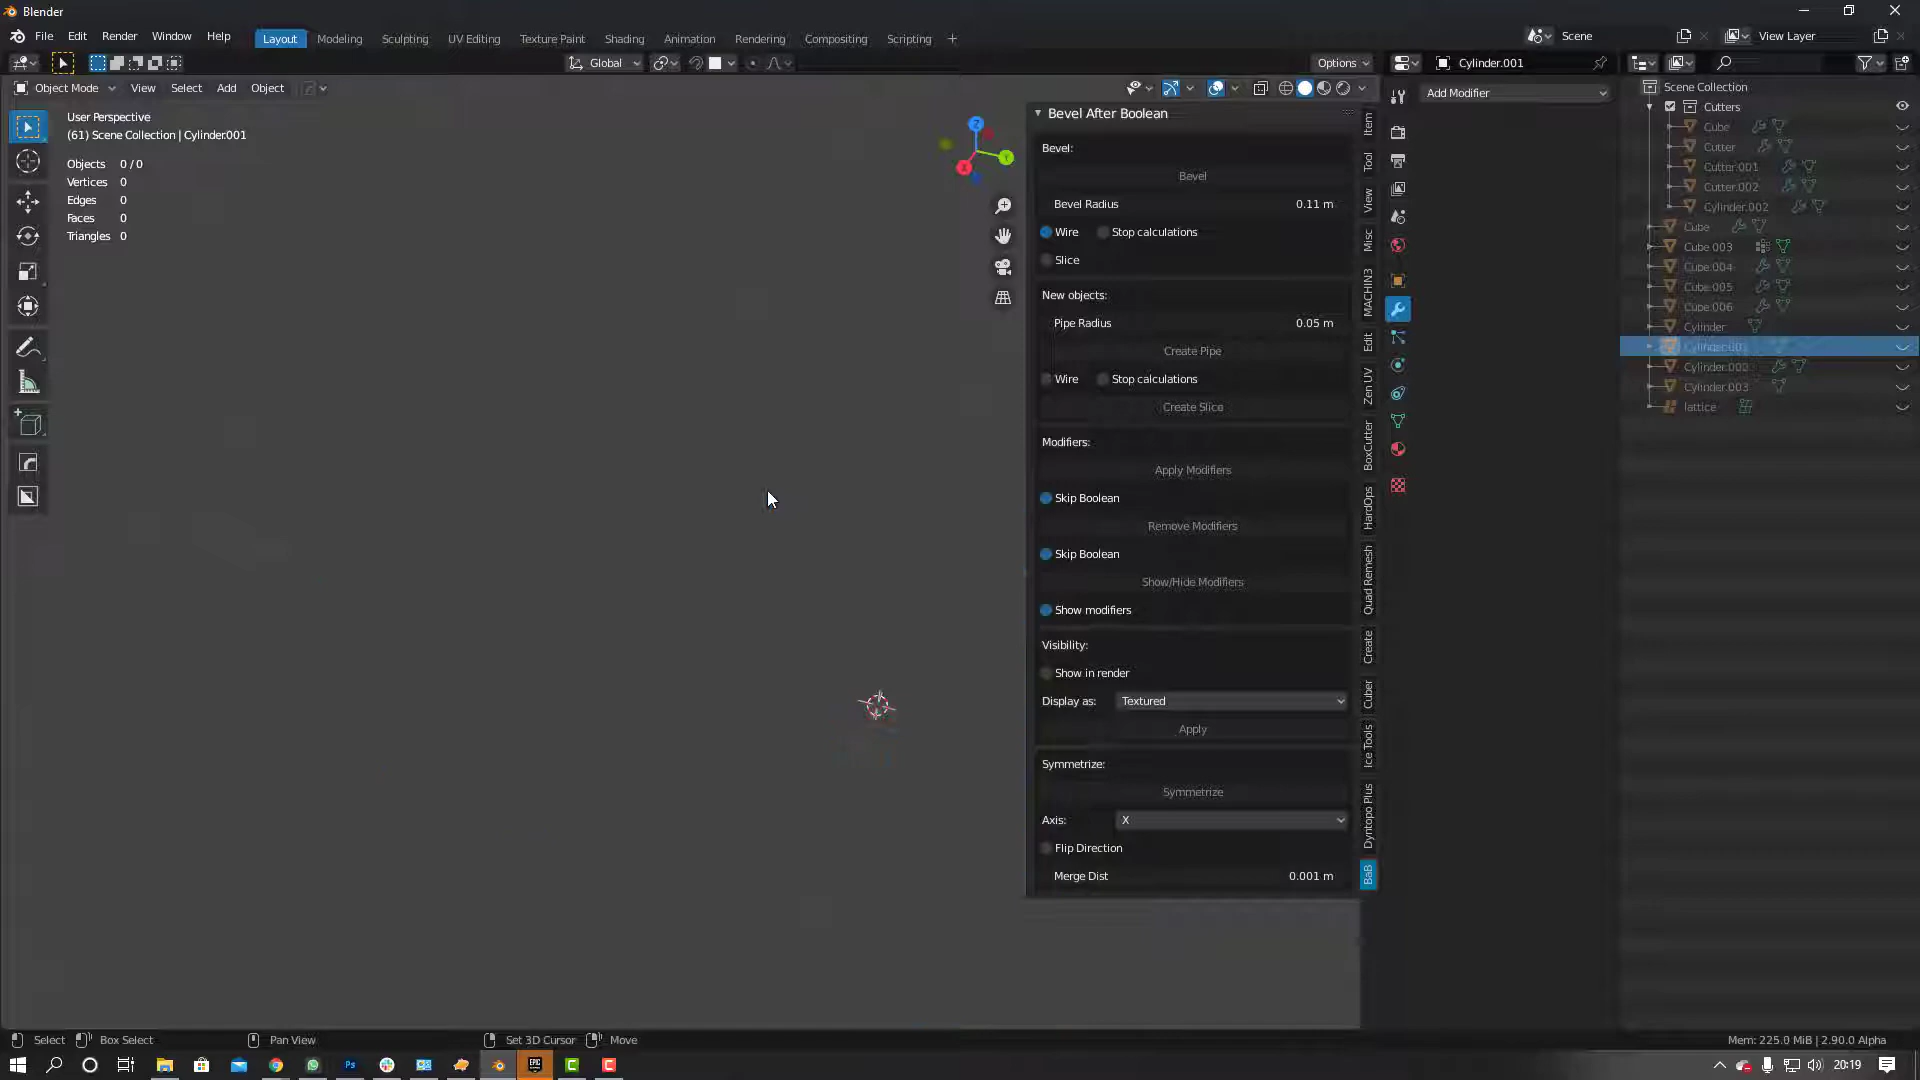 Blender
File Edit Render Window Help Layout Modeling Sculpting UV Editing Texture Paint Shading Animation Rendering Compositing Scripting
Scene View Layer
Global Options
Cylinder.001
Object Mode View Select Add Object
User Perspective
(61) Scene Collection | Cylinder.001
Objects 0 / 0
Vertices 0
Edges 0
Faces 0
Triangles 0
Bevel After Boolean
Bevel:
Bevel
Bevel Radius 0.11 m
Wire Stop calculations
Slice
New objects:
Pipe Radius 0.05 m
Create Pipe
Wire Stop calculations
Create Slice
Modifiers:
Apply Modifiers
Skip Boolean
Remove Modifiers
Skip Boolean
Show/Hide Modifiers
Show modifiers
Visibility:
Show in render
Display as: Textured
Apply
Symmetrize:
Symmetrize
Axis: X
Flip Direction
Merge Dist 0.001 m
Item
Tool
View
Misc
MACHIN3
Edit
Zen UV
BoxCutter
HardOps
Quad Remesh
Create
Cuber
Ice Tools
Dyntopo Plus
BaB
Add Modifier
Scene Collection
Cutters
Cube
Cutter
Cutter.001
Cutter.002
Cylinder.002
Cube
Cube.003
Cube.004
Cube.005
Cube.006
Cylinder
Cylinder.001
Cylinder.002
Cylinder.003
lattice
Select Box Select Pan View Set 3D Cursor Move
Mem: 225.0 MiB | 2.90.0 Alpha
20:19